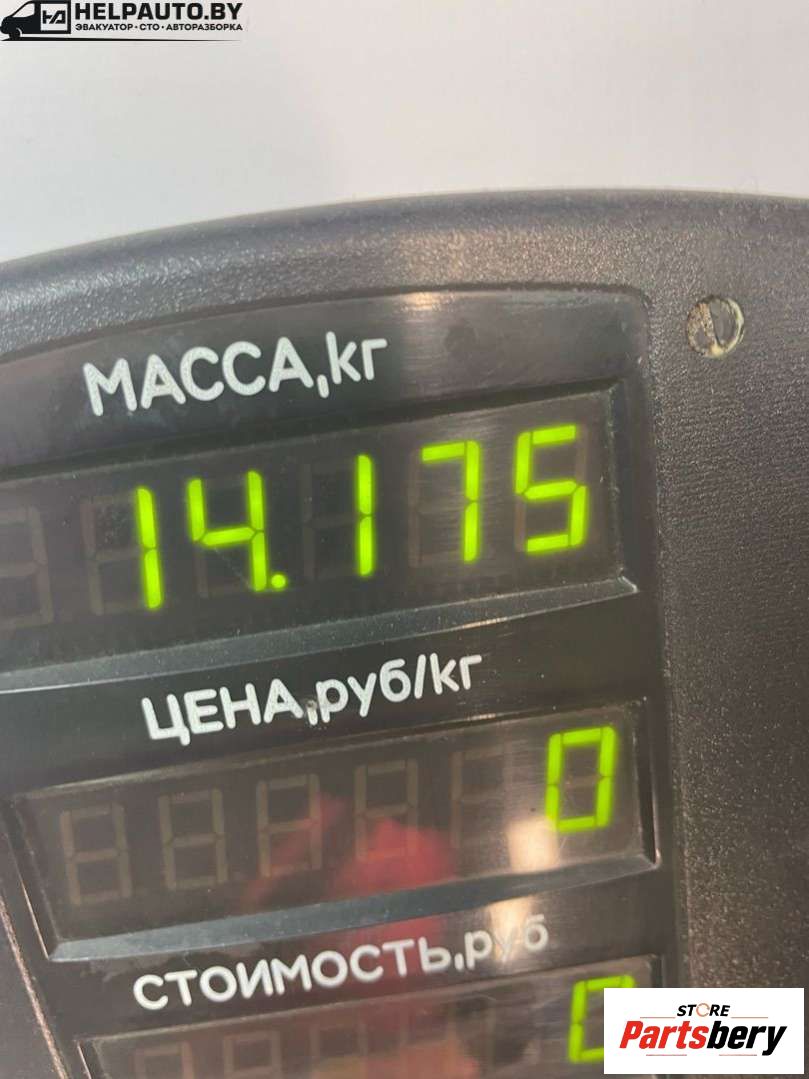 HELPAUTO.BY
ЭВАКУАТОР • СТО • АВТОРАЗБОРКА
МАССА,кг
14.175
ЦЕНА,руб/кг
0
СТОИМОСТЬ,руб
0
STORE
Partsbery